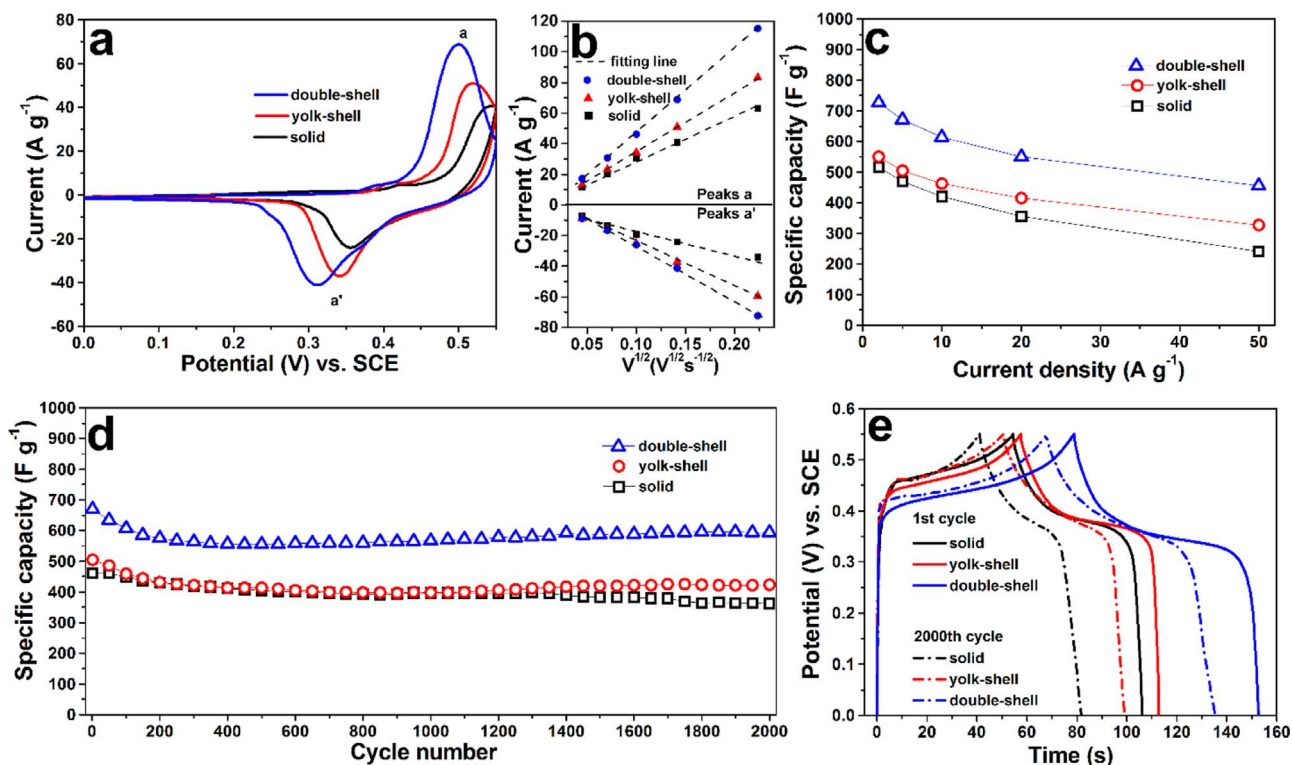 a
a
double-shell
yolk-shell
solid
a'
80
60
40
20
0
-20
-40
-60
0.0 0.1 0.2 0.3 0.4 0.5
Current (A g-1)
Potential (V) vs. SCE
b
fitting line
double-shell
yolk-shell
solid
Peaks a
Peaks a'
120
100
80
60
40
20
0
-20
-40
-60
-80
0.05 0.10 0.15 0.20
Current (A g-1)
V1/2(V1/2s-1/2)
c
double-shell
yolk-shell
solid
1000
900
800
700
600
500
400
300
200
100
0
0 10 20 30 40 50
Specific capacity (F g-1)
Current density (A g-1)
d
double-shell
yolk-shell
solid
1000
900
800
700
600
500
400
300
200
100
0
0 200 400 600 800 1000 1200 1400 1600 1800 2000
Specific capacity (F g-1)
Cycle number
e
1st cycle
solid
yolk-shell
double-shell
2000th cycle
solid
yolk-shell
double-shell
0.6
0.5
0.4
0.3
0.2
0.1
0.0
0 20 40 60 80 100 120 140 160
Potential (V) vs. SCE
Time (s)